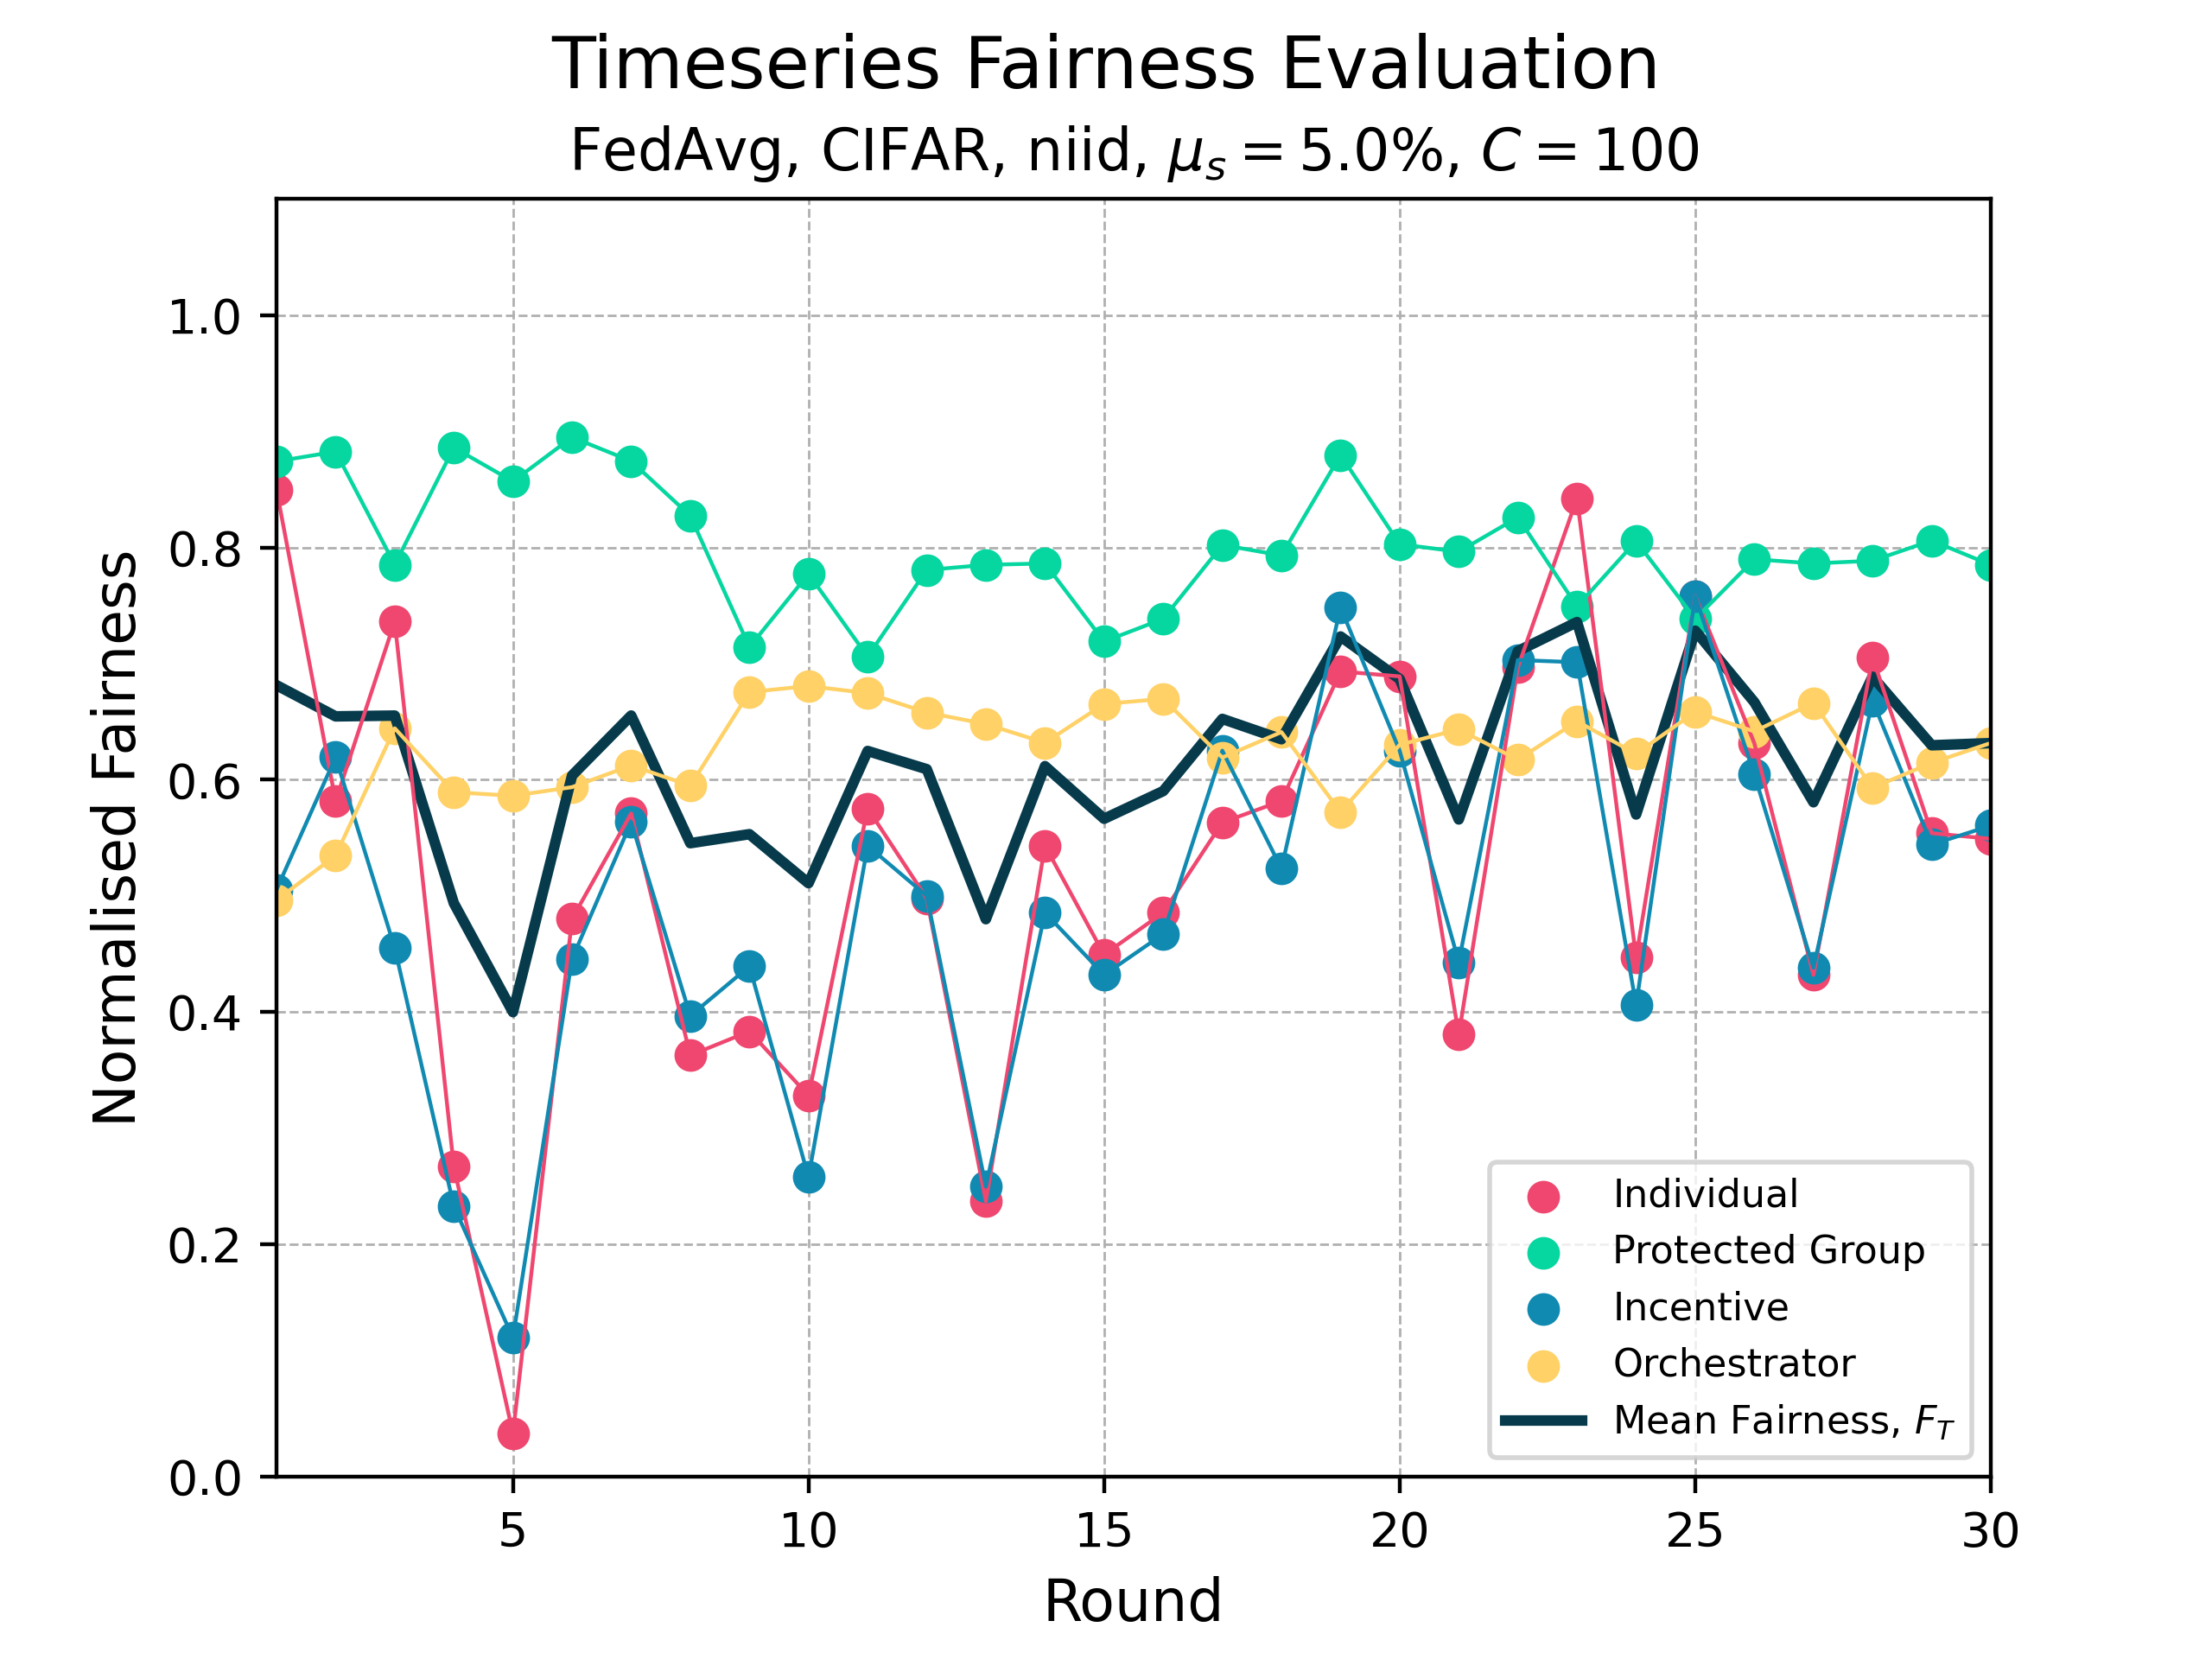 Timeseries Fairness Evaluation
FedAvg, CIFAR, niid, μₛ = 5.0%, C = 100
Normalised Fairness
1.0
0.8
0.6
0.4
0.2
0.0
5 10 15 20 25 30
Round
Individual
Protected Group
Incentive
Orchestrator
Mean Fairness, F_T